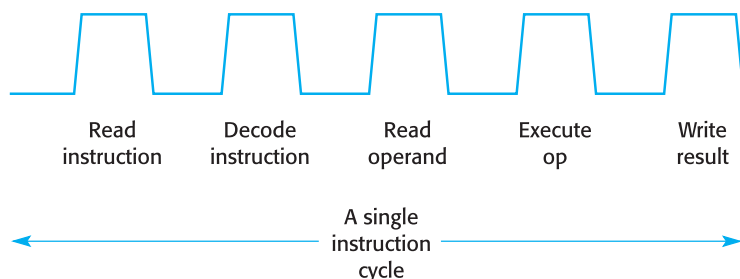 Read
instruction
Decode
instruction
Read
operand
Execute
op
Write
result
A single
instruction
cycle